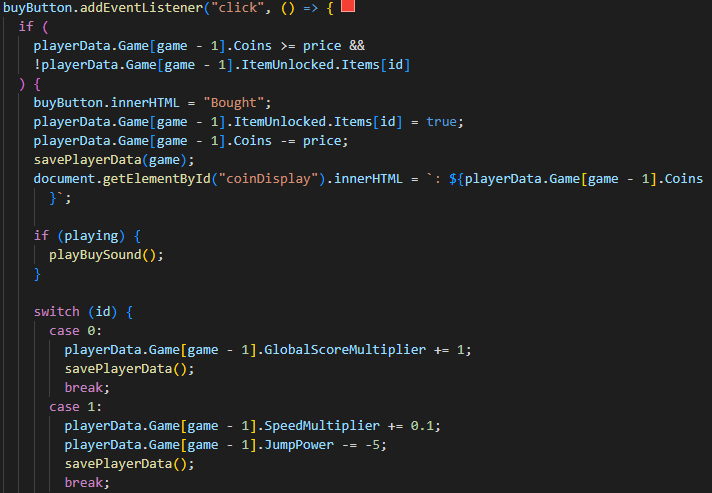 buyButton.addEventListener("click", () => {
if (
playerData.Game[game - 1].Coins >= price &&
!playerData.Game[game - 1].ItemUnlocked.Items[id]
) {
buyButton.innerHTML = "Bought";
playerData.Game[game - 1].ItemUnlocked.Items[id] = true;
playerData.Game[game - 1].Coins -= price;
savePlayerData(game);
document.getElementById("coinDisplay").innerHTML = `: ${playerData.Game[game - 1].Coins
}`;
if (playing) {
playBuySound();
}
switch (id) {
case 0:
playerData.Game[game - 1].GlobalScoreMultiplier += 1;
savePlayerData();
break;
case 1:
playerData.Game[game - 1].SpeedMultiplier += 0.1;
playerData.Game[game - 1].JumpPower -= -5;
savePlayerData();
break;